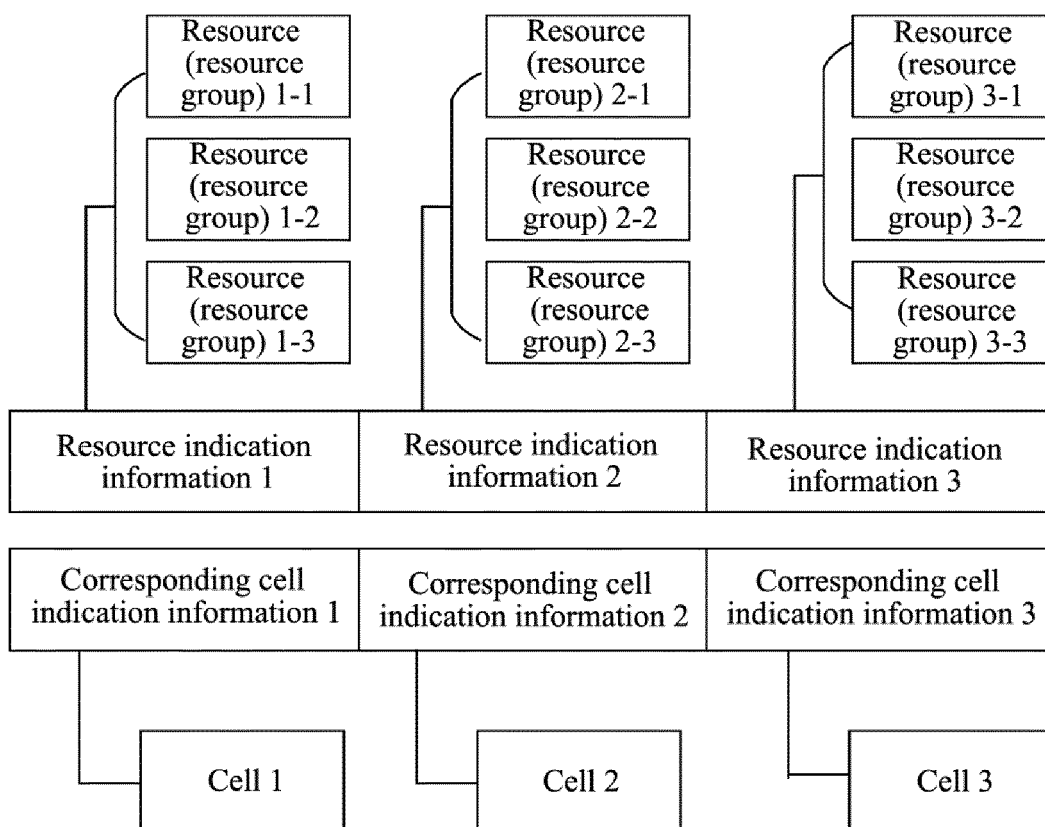 Resource
(resource
group) 1-1
Resource
(resource
group) 2-1
Resource
(resource
group) 3-1
Resource
(resource
group) 1-2
Resource
(resource
group) 2-2
Resource
(resource
group) 3-2
Resource
(resource
group) 1-3
Resource
(resource
group) 2-3
Resource
(resource
group) 3-3
Resource indication
information 1
Resource indication
information 2
Resource indication
information 3
Corresponding cell
indication information 1
Corresponding cell
indication information 2
Corresponding cell
indication information 3
Cell 1
Cell 2
Cell 3